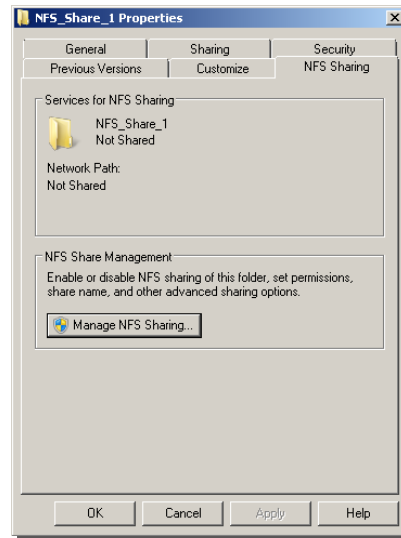 NFS_Share_1 Properties
General
Sharing
Security
Previous Versions
Customize
NFS Sharing
Services for NFS Sharing
NFS_Share_1
Not Shared
Network Path:
Not Shared
NFS Share Management
Enable or disable NFS sharing of this folder, set permissions,
share name, and other advanced sharing options.
Manage NFS Sharing...
OK
Cancel
Apply
Help